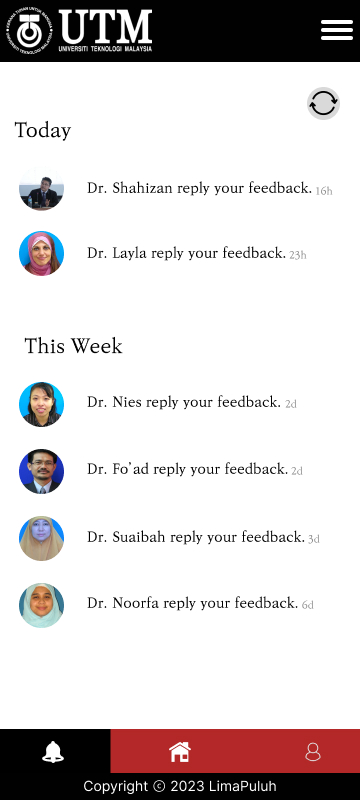 UTM
UNIVERSITI TEKNOLOGI MALAYSIA
Today
Dr. Shahizan reply your feedback. 16h
Dr. Layla reply your feedback. 23h
This Week
Dr. Nies reply your feedback. 2d
Dr. Fo'ad reply your feedback. 2d
Dr. Suaibah reply your feedback. 3d
Dr. Noorfa reply your feedback. 6d
Copyright © 2023 LimaPuluh